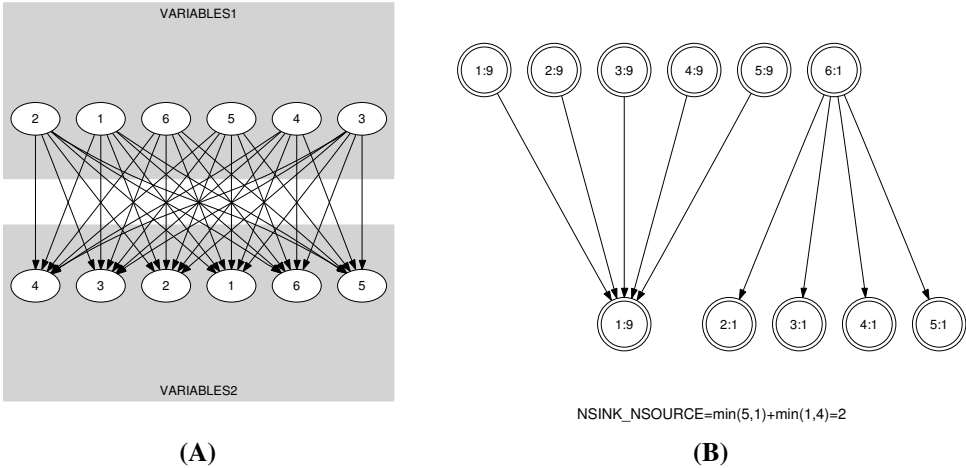 VARIABLES1
2 1 6 5 4 3
4 3 2 1 6 5
VARIABLES2
(A)
1:9 2:9 3:9 4:9 5:9 6:1
1:9 2:1 3:1 4:1 5:1
NSINK_NSOURCE=min(5,1)+min(1,4)=2
(B)